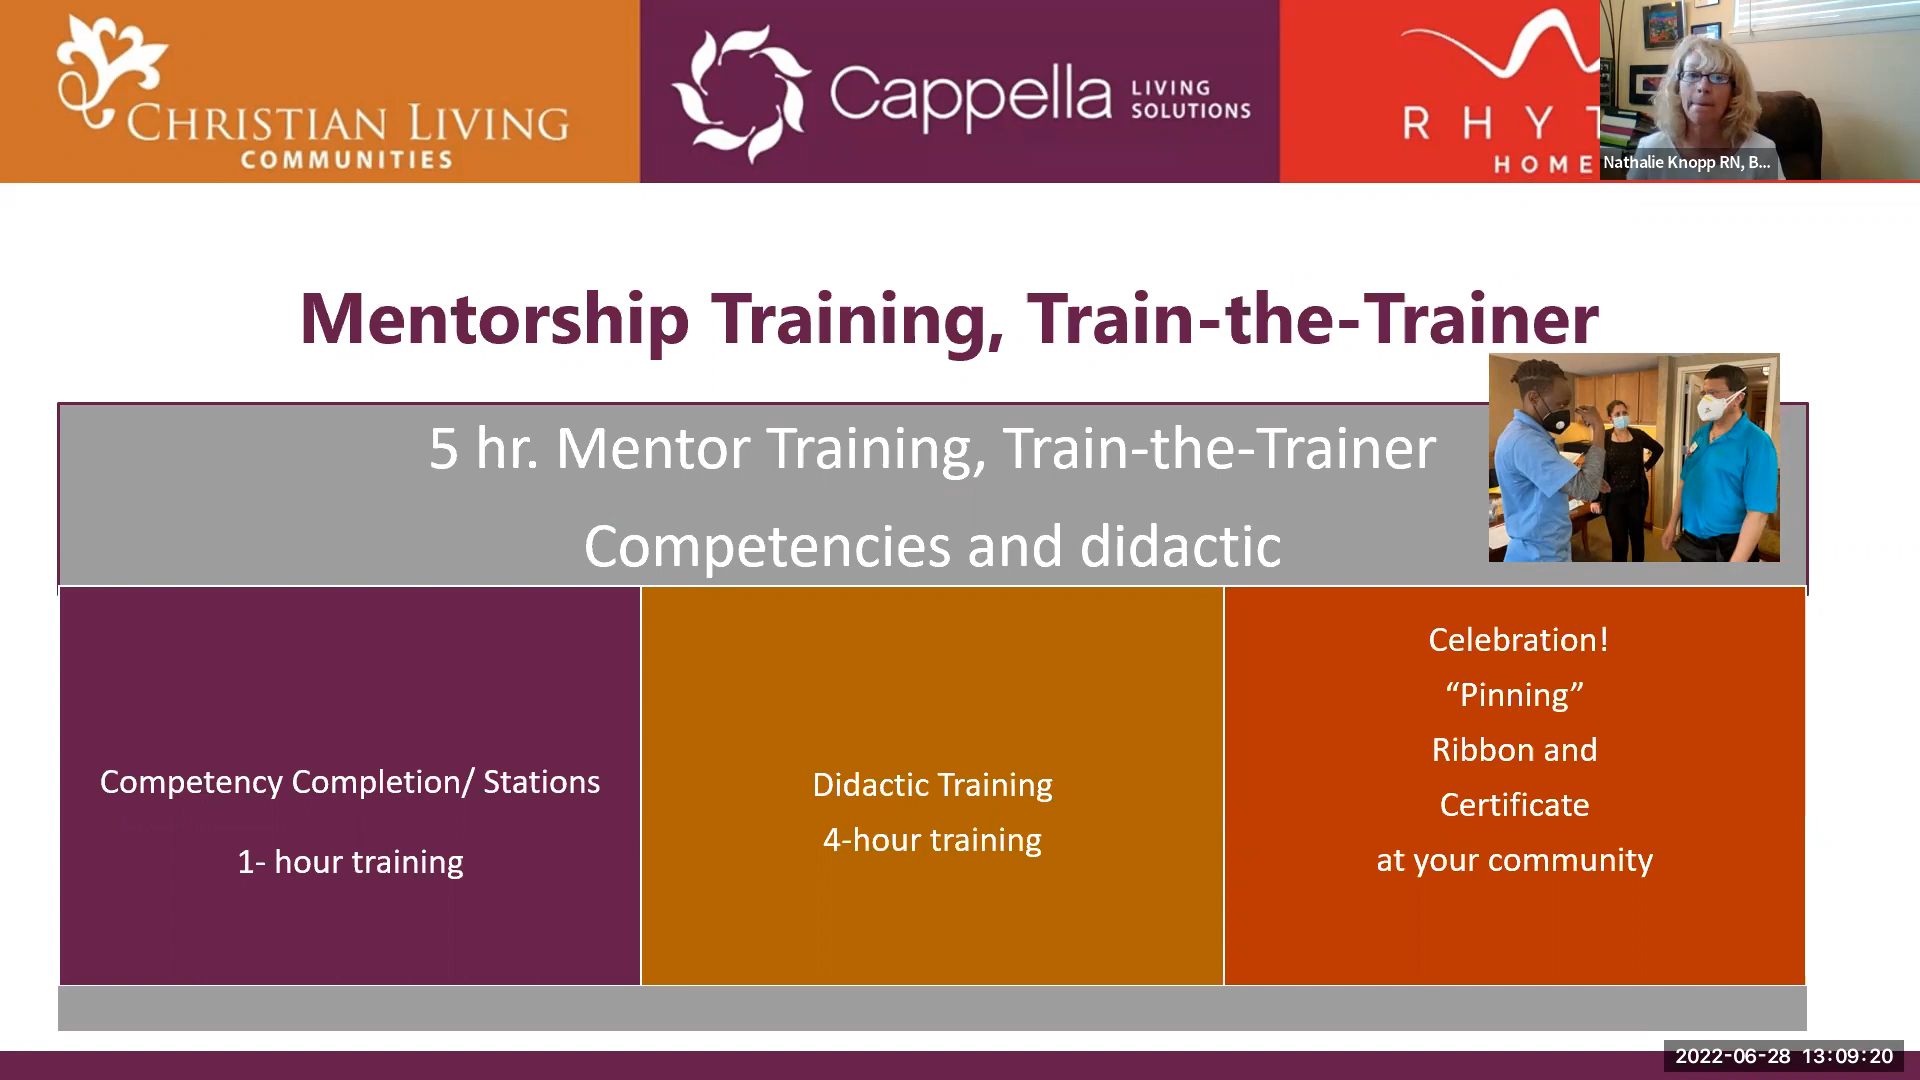 CHRISTIAN LIVING
COMMUNITIES
Cappella
LIVING
SOLUTIONS
RHYT
HOME
Nathalie Knopp RN, B...
Mentorship Training, Train-the-Trainer
5 hr. Mentor Training, Train-the-Trainer
Competencies and didactic
Competency Completion/ Stations
1- hour training
Didactic Training
4-hour training
Celebration!
“Pinning”
Ribbon and
Certificate
at your community
2022-06-28 13:09:20